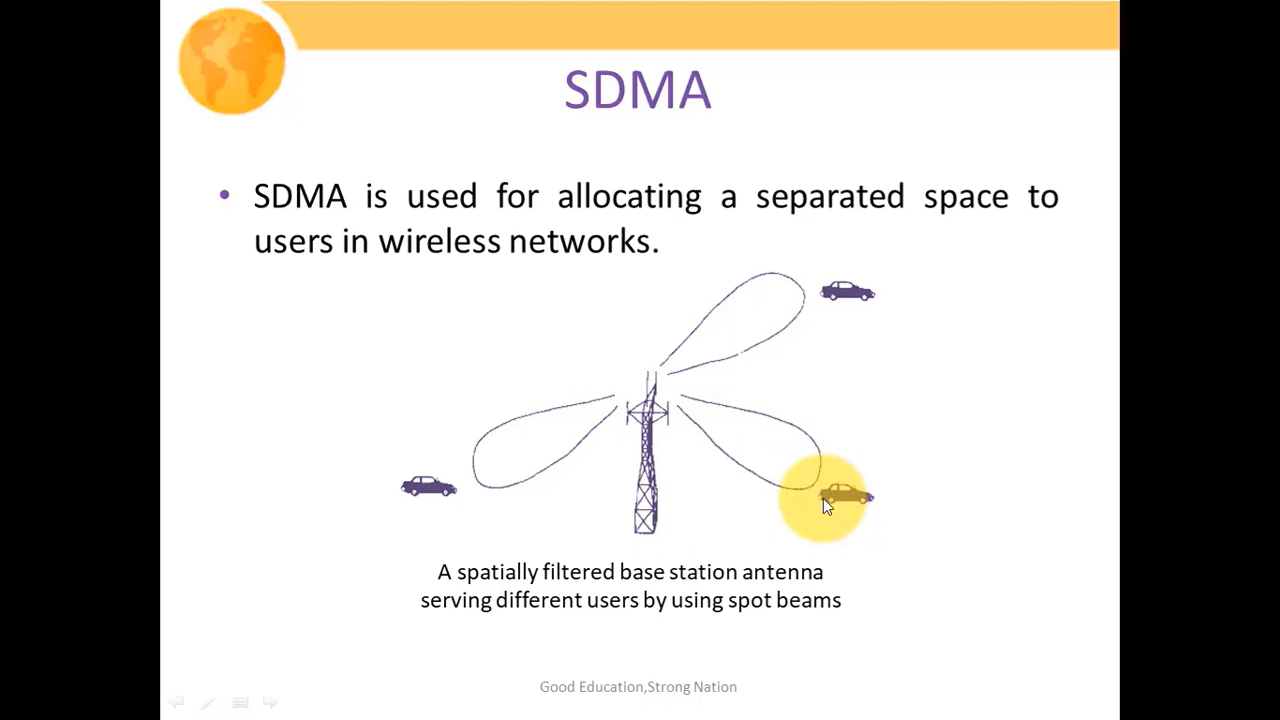 SDMA
• SDMA is used for allocating a separated space to
users in wireless networks.
A spatially filtered base station antenna
serving different users by using spot beams
Good Education,Strong Nation